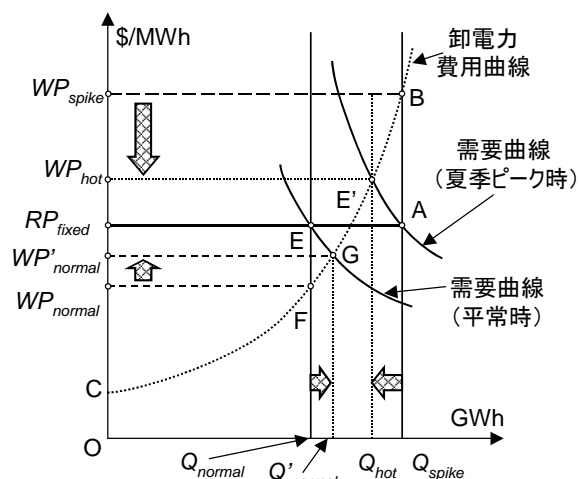 $/MWh
卸電力
費用曲線
WPspike
B
需要曲線
(夏季ピーク時)
WPhot
E'
A
RPfixed
E
WP'normal
G
WPnormal
F
需要曲線
(平常時)
C
O
GWh
Qnormal
Q'
Qhot
Qspike